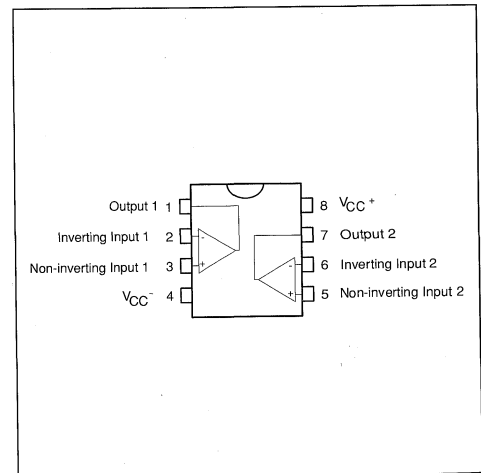 Output 1 1
Inverting Input 1 2
Non-inverting Input 1 3
VCC- 4
8 VCC+
7 Output 2
6 Inverting Input 2
5 Non-inverting Input 2
-
+
-
+